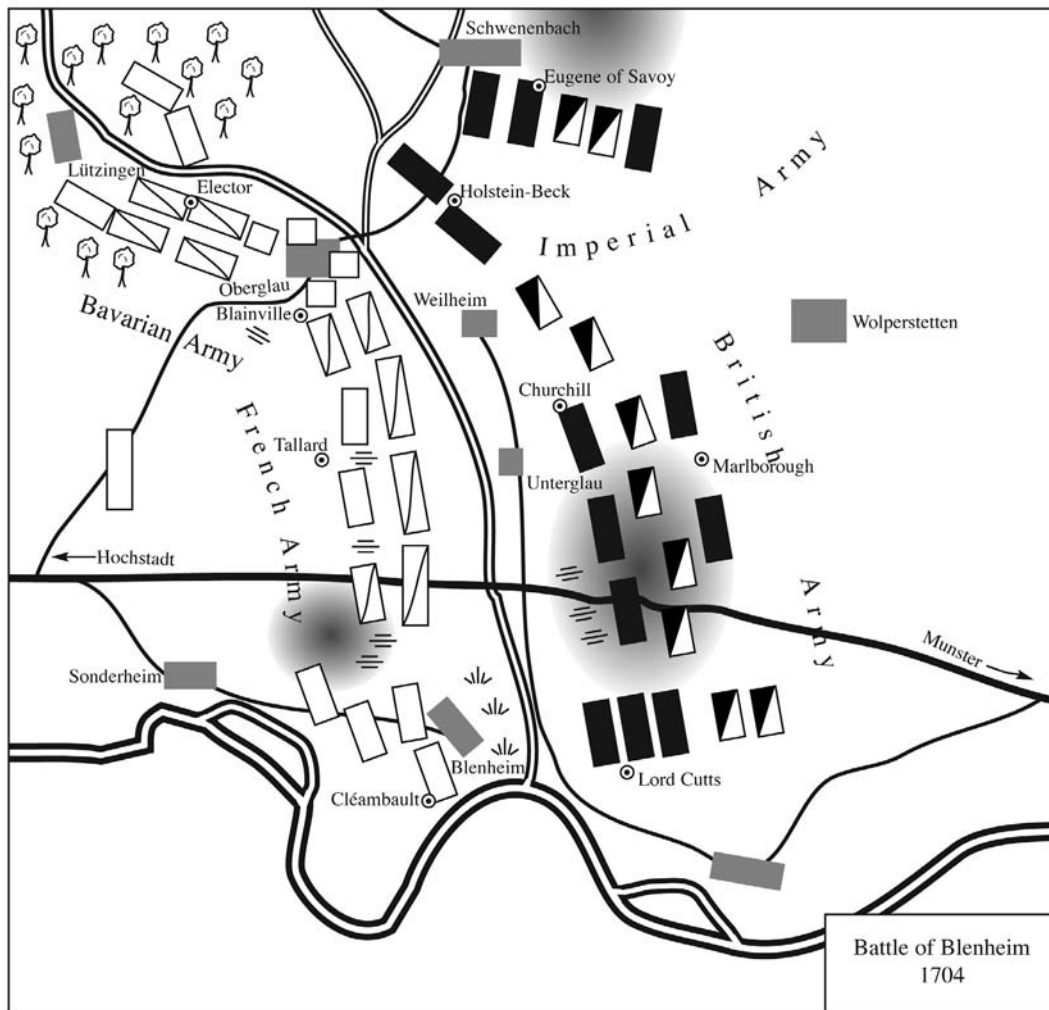 Schwenenbach
Eugene of Savoy
Lützingen
Elector
Holstein-Beck
Imperial Army
Oberglau
Blainville
Weilheim
Wolperstetten
Bavarian Army
British Army
Churchill
French Army
Tallard
Marlborough
Unterglau
Hochstadt
Munster
Sonderheim
Blenheim
Lord Cutts
Cléambault
Battle of Blenheim
1704